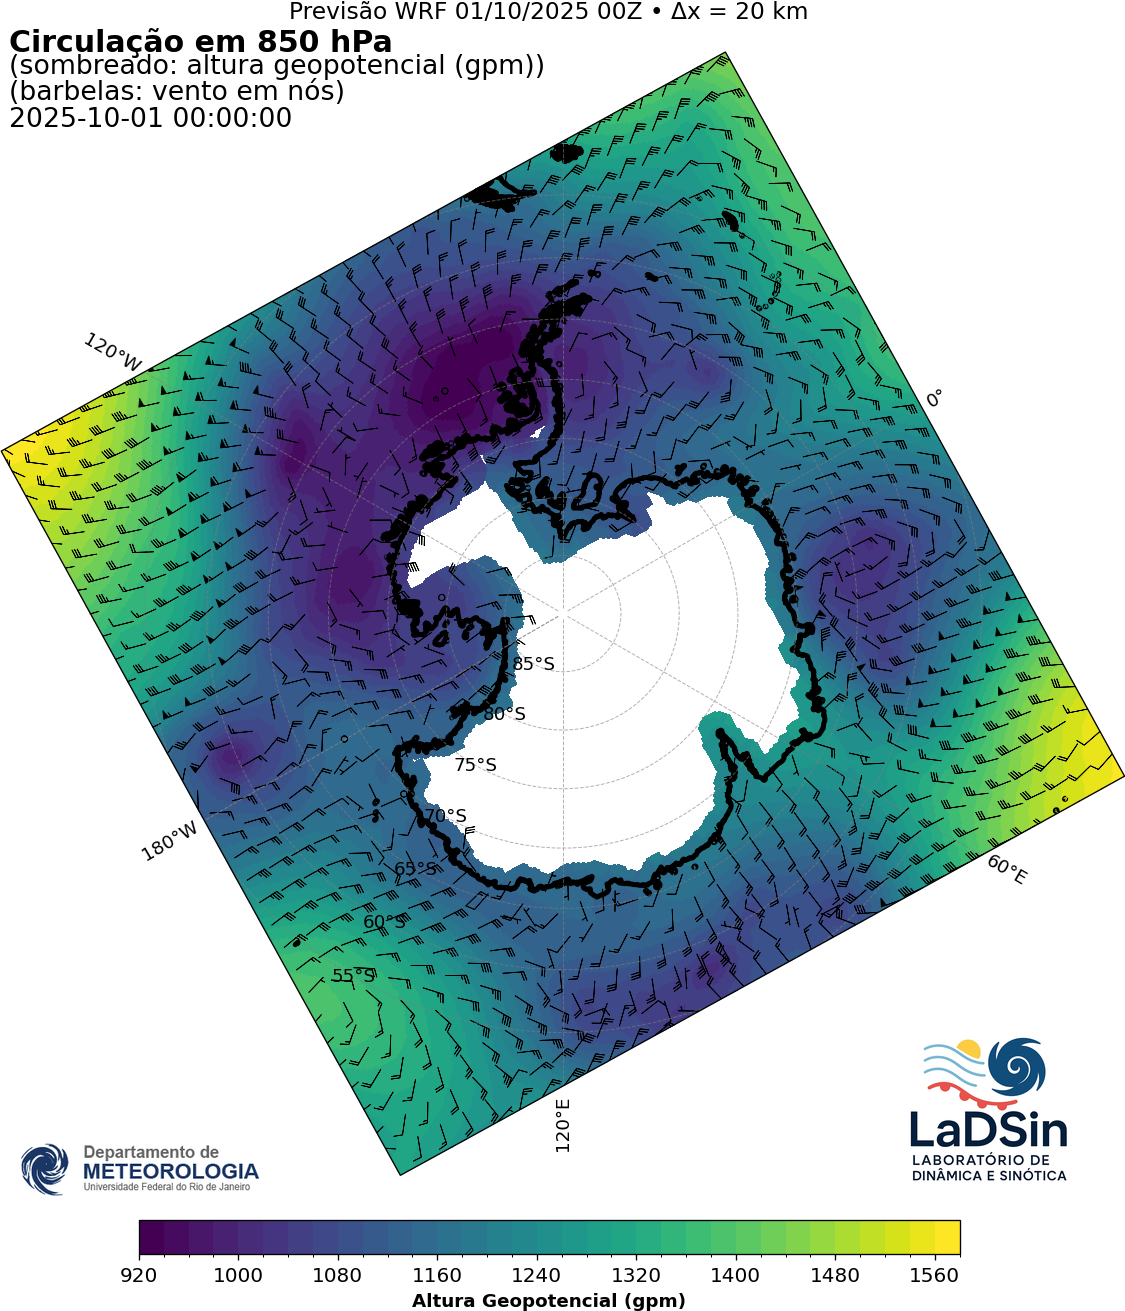 Previsão WRF 01/10/2025 00Z • Δx = 20 km
Circulação em 850 hPa
(sombreado: altura geopotencial (gpm))
(barbelas: vento em nós)
2025-10-01 00:00:00
120°W
0°
85°S
80°S
75°S
70°S
180°W
65°S
60°E
60°S
55°S
120°E
LaDSin
LABORATÓRIO DE
DINÂMICA E SINÓTICA
Departamento de
METEOROLOGIA
Universidade Federal do Rio de Janeiro
920 1000 1080 1160 1240 1320 1400 1480 1560
Altura Geopotencial (gpm)